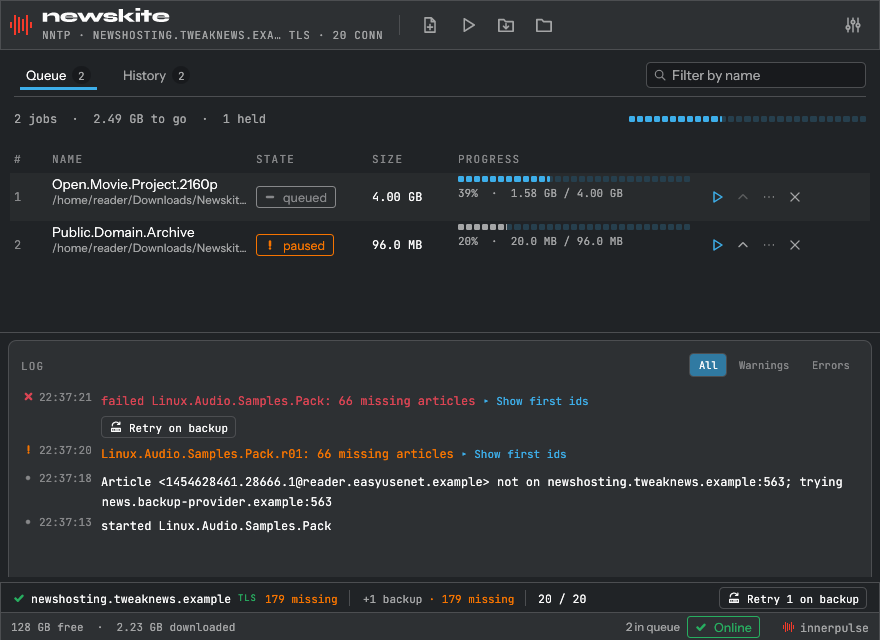 newskite
NNTP · NEWSHOSTING.TWEAKNEWS.EXA… TLS · 20 CONN
Queue 2 History 2
Filter by name
2 jobs · 2.49 GB to go · 1 held
# NAME STATE SIZE PROGRESS
Open.Movie.Project.2160p
1 /home/reader/Downloads/Newskit… queued 4.00 GB 39% · 1.58 GB / 4.00 GB
Public.Domain.Archive
2 /home/reader/Downloads/Newskit… paused 96.0 MB 20% · 20.0 MB / 96.0 MB
LOG All Warnings Errors
22:37:21 failed Linux.Audio.Samples.Pack: 66 missing articles ▸ Show first ids
Retry on backup
22:37:20 Linux.Audio.Samples.Pack.r01: 66 missing articles ▸ Show first ids
22:37:18 Article <1454628461.28666.1@reader.easyusenet.example> not on newshosting.tweaknews.example:563; trying
news.backup-provider.example:563
22:37:13 started Linux.Audio.Samples.Pack
newshosting.tweaknews.example TLS 179 missing +1 backup · 179 missing 20 / 20 Retry 1 on backup
128 GB free · 2.23 GB downloaded 2 in queue Online innerpulse